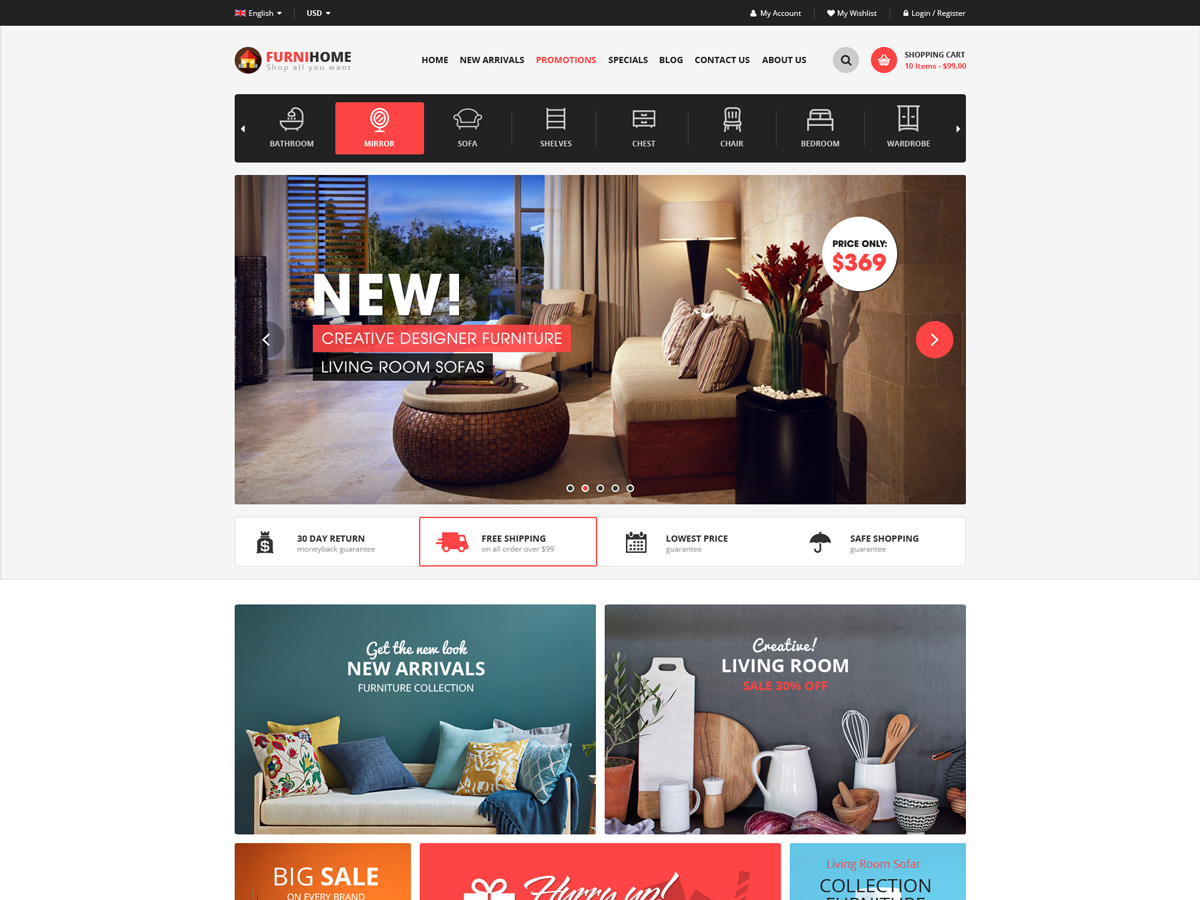 English
USD
My Account
My Wishlist
Login / Register
FURNIHOME
Shop all you want
HOME
NEW ARRIVALS
PROMOTIONS
SPECIALS
BLOG
CONTACT US
ABOUT US
SHOPPING CART
10 Items - $99.00
BATHROOM
MIRROR
SOFA
SHELVES
CHEST
CHAIR
BEDROOM
WARDROBE
PRICE ONLY:
$369
NEW!
CREATIVE DESIGNER FURNITURE
LIVING ROOM SOFAS
30 DAY RETURN
moneyback guarantee
FREE SHIPPING
on all order over $99
LOWEST PRICE
guarantee
SAFE SHOPPING
guarantee
Get the new look
NEW ARRIVALS
FURNITURE COLLECTION
Creative!
LIVING ROOM
SALE 30% OFF
BIG SALE
ON EVERY BRAND
Hurry up!
Living Room Sofar
COLLECTION
FURNITURE